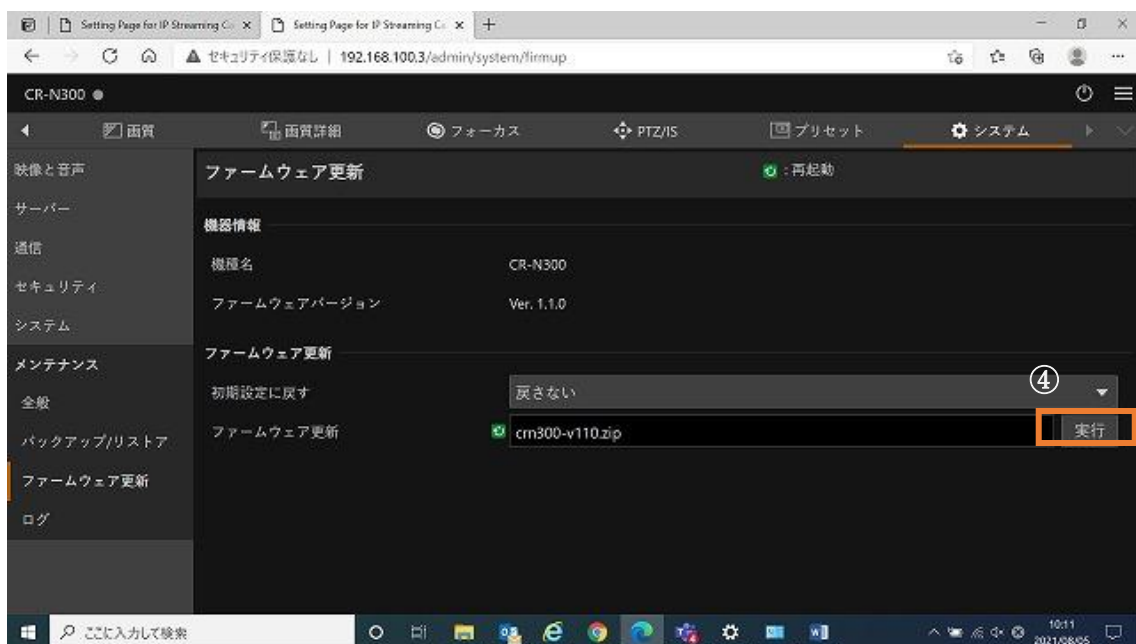 Setting Page for IP Streaming C
Setting Page for IP Streaming C
セキュリティ保護なし | 192.168.100.3/admin/system/firmup
CR-N300
画質
画質詳細
フォーカス
PTZ/IS
プリセット
システム
映像と音声
サーバー
通信
セキュリティ
システム
メンテナンス
全般
バックアップ/リストア
ファームウェア更新
ログ
ファームウェア更新
: 再起動
機器情報
機種名
CR-N300
ファームウェアバージョン
Ver. 1.1.0
ファームウェア更新
初期設定に戻す
戻さない
④
ファームウェア更新
crn300-v110.zip
実行
ここに入力して検索
10:11
2021/08/05